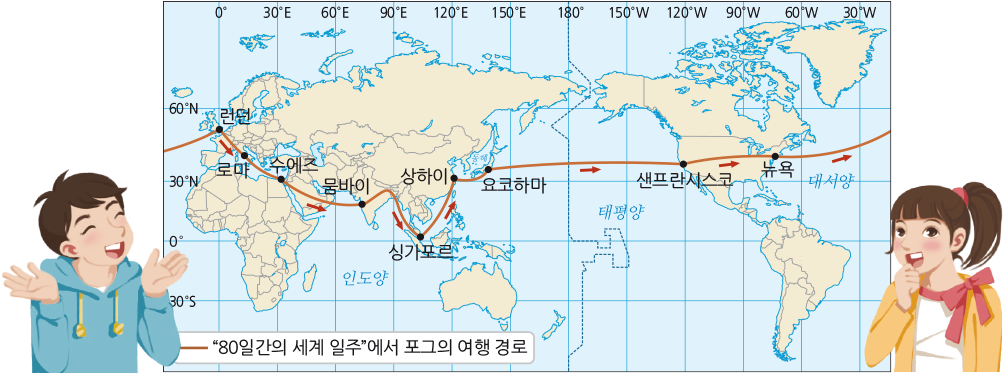 0° 30°E 60°E 90°E 120°E 150°E 180° 150°W 120°W 90°W 60°W 30°W
60°N
런던
로마
수에즈
뭄바이
상하이
동해
요코하마
샌프란시스코
뉴욕
대서양
30°N
태평양
0°
싱가포르
인도양
30°S
“80일간의 세계 일주”에서 포그의 여행 경로